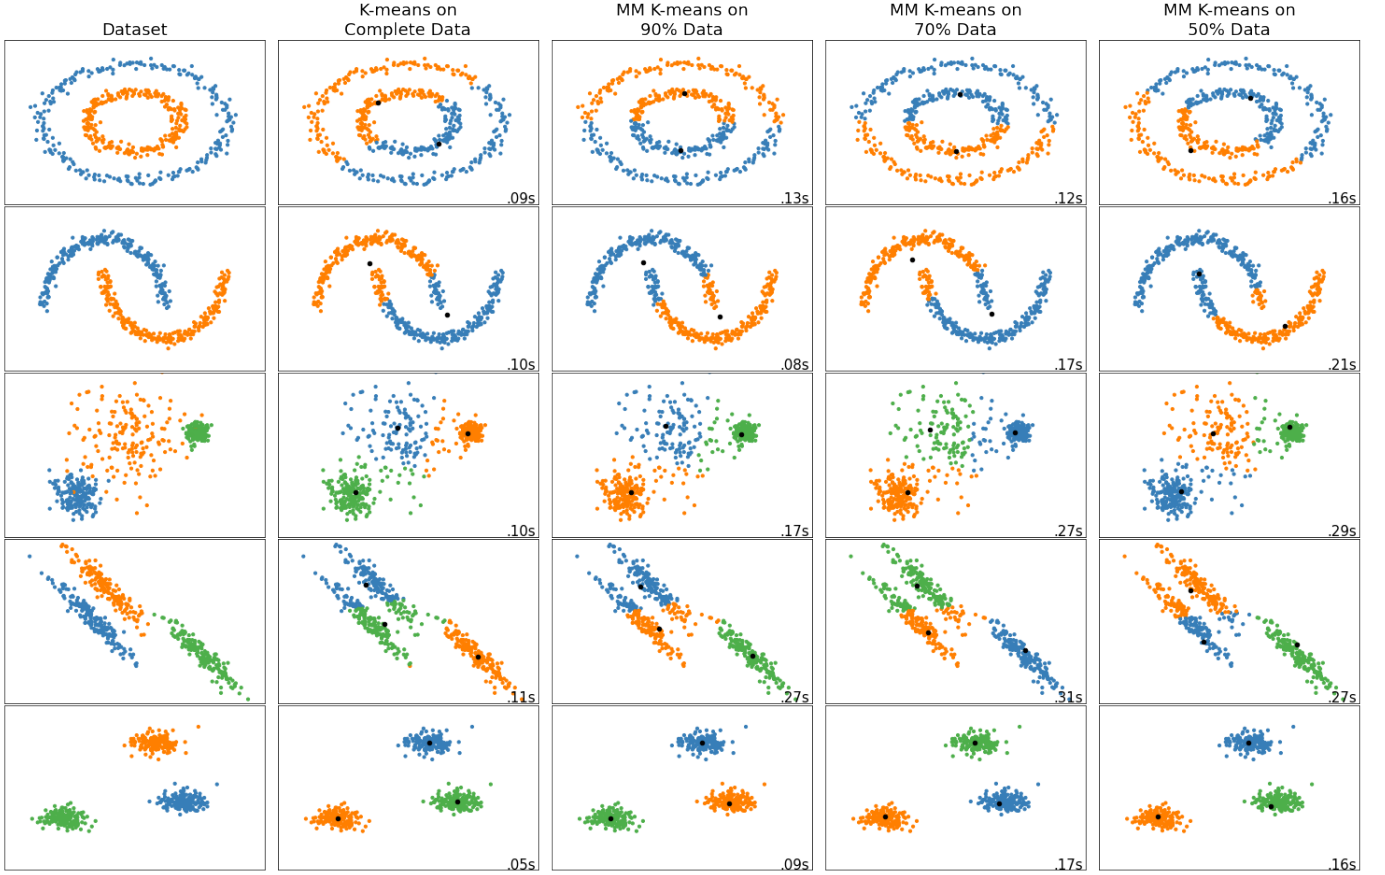 Dataset
K-means on
Complete Data
MM K-means on
90% Data
MM K-means on
70% Data
MM K-means on
50% Data
.09s
.13s
.12s
.16s
.10s
.08s
.17s
.21s
.10s
.17s
.27s
.29s
.11s
.27s
.31s
.27s
.05s
.09s
.17s
.16s